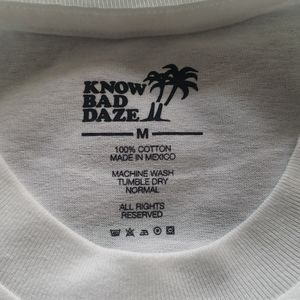 KNOW
BAD
DAZE
M
100% COTTON
MADE IN MEXICO
MACHINE WASH
TUMBLE DRY
NORMAL
ALL RIGHTS
RESERVED